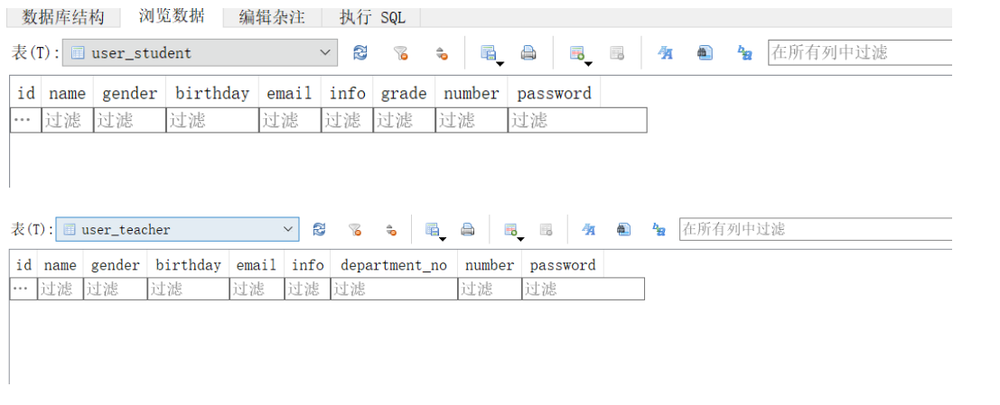 数据库结构 浏览数据 编辑杂注 执行 SQL
表(T): user_student 在所有列中过滤
id name gender birthday email info grade number password
… 过滤 过滤 过滤 过滤 过滤 过滤 过滤 过滤
表(T): user_teacher 在所有列中过滤
id name gender birthday email info department_no number password
… 过滤 过滤 过滤 过滤 过滤 过滤 过滤 过滤